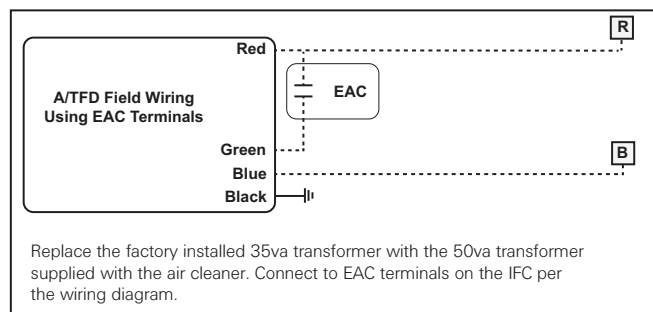 R
Red
EAC
A/TFD Field Wiring
Using EAC Terminals
Green
B
Blue
Black
Replace the factory installed 35va transformer with the 50va transformer
supplied with the air cleaner. Connect to EAC terminals on the IFC per
the wiring diagram.